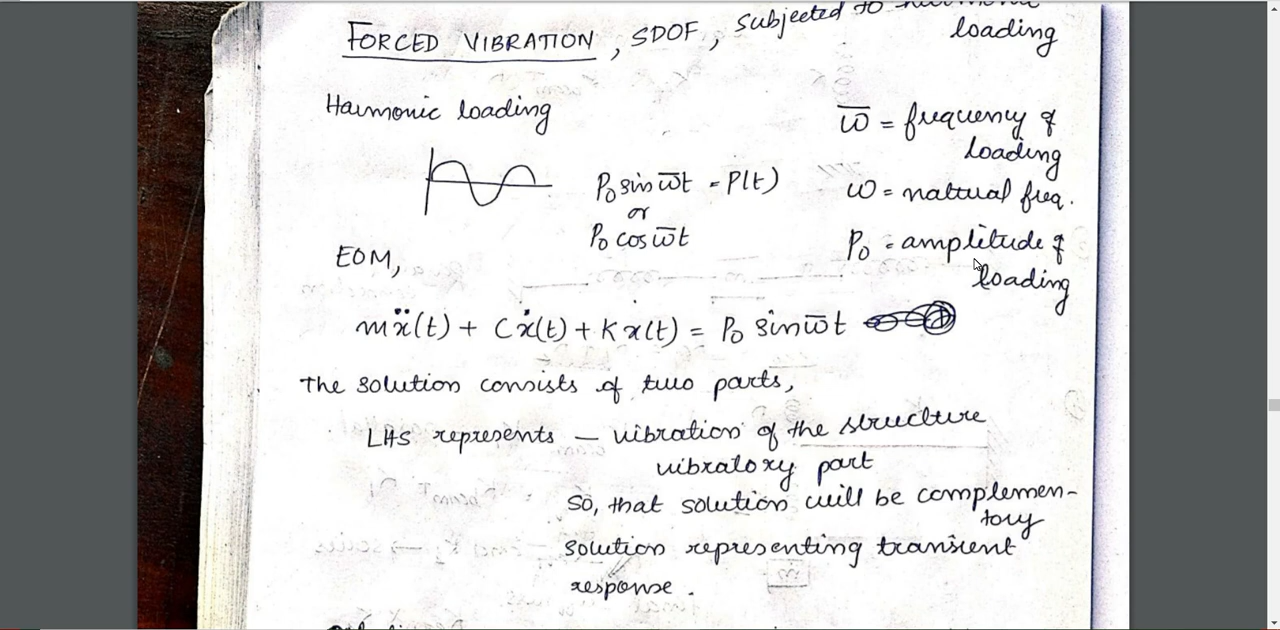 FORCED VIBRATION, SDOF, subjected to
loading
Harmonic loading
ω̅ = frequency of
loading
P₀ sin ω̅t = P(t)
ω = nattual freq.
or
P₀ cos ω̅t
P₀ = amplitude of
loading
EOM,
mẍ(t) + Cẋ(t) + Kx(t) = P₀ sin ω̅t
The solution consists of two parts,
LHS represents — vibration of the structure
vibratory part
So, that solution will be complemen-
tory
solution representing transient
response.